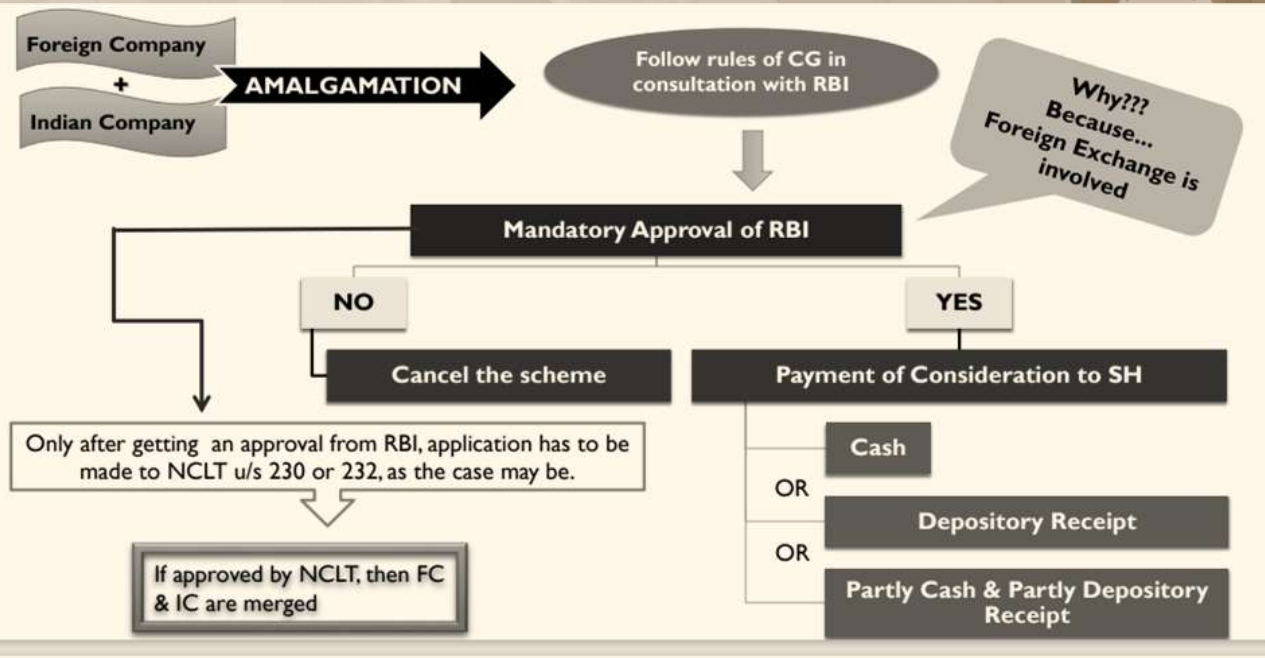 Foreign Company
+
Indian Company
AMALGAMATION
Follow rules of CG in
consultation with RBI
Why???
Because...
Foreign Exchange is
involved
Mandatory Approval of RBI
NO
YES
Cancel the scheme
Payment of Consideration to SH
Only after getting an approval from RBI, application has to be
made to NCLT u/s 230 or 232, as the case may be.
Cash
OR
Depository Receipt
OR
Partly Cash & Partly Depository
Receipt
If approved by NCLT, then FC
& IC are merged